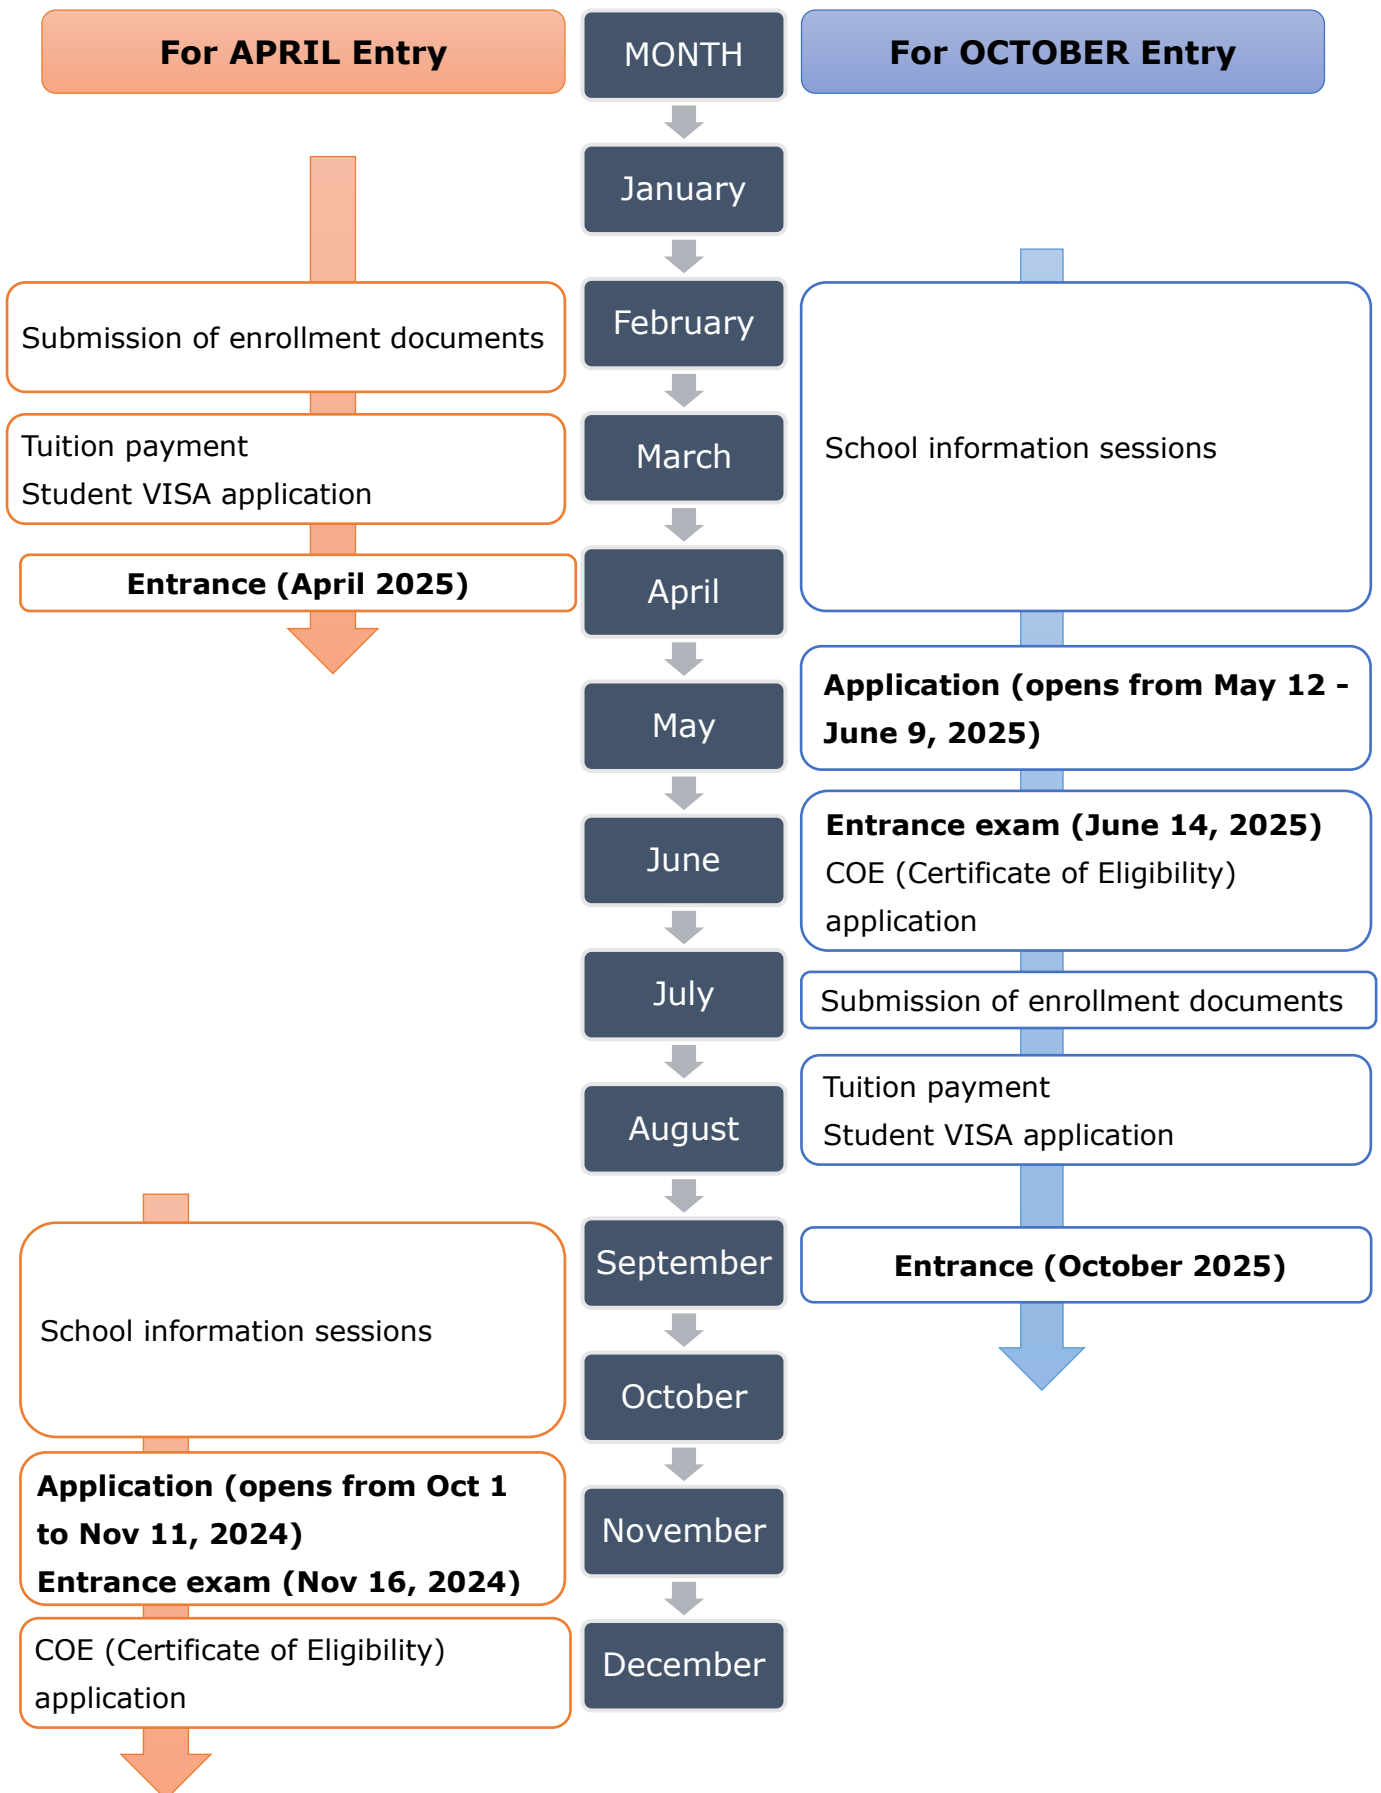 For APRIL Entry
MONTH
For OCTOBER Entry
January
February
March
April
May
June
July
August
September
October
November
December
Submission of enrollment documents
Tuition payment
Student VISA application
Entrance (April 2025)
School information sessions
Application (opens from Oct 1
to Nov 11, 2024)
Entrance exam (Nov 16, 2024)
COE (Certificate of Eligibility)
application
School information sessions
Application (opens from May 12 -
June 9, 2025)
Entrance exam (June 14, 2025)
COE (Certificate of Eligibility)
application
Submission of enrollment documents
Tuition payment
Student VISA application
Entrance (October 2025)